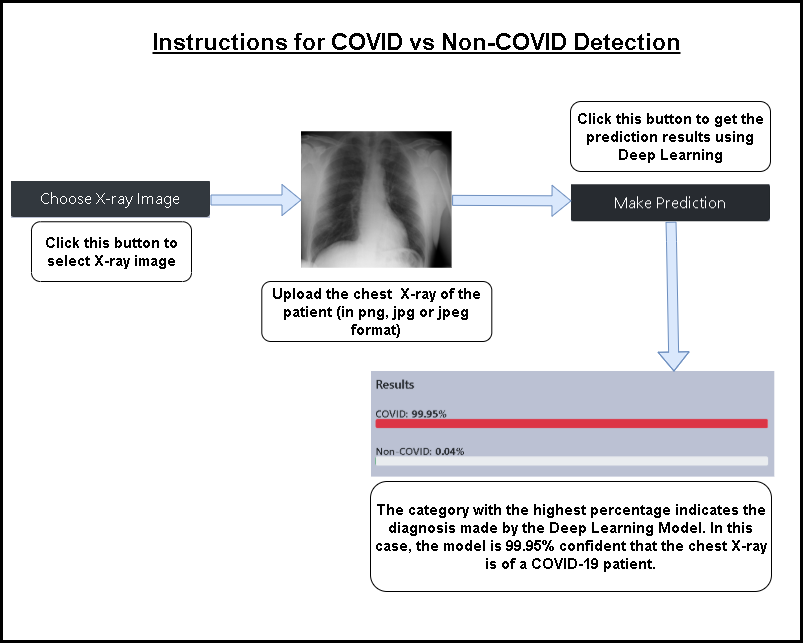 Instructions for COVID vs Non-COVID Detection
Choose X-ray Image
Click this button to
select X-ray image
Upload the chest  X-ray of the
patient (in png, jpg or jpeg
format)
Click this button to get the
prediction results using
Deep Learning
Make Prediction
Results
COVID: 99.95%
Non-COVID: 0.04%
The category with the highest percentage indicates the
diagnosis made by the Deep Learning Model. In this
case, the model is 99.95% confident that the chest X-ray
is of a COVID-19 patient.